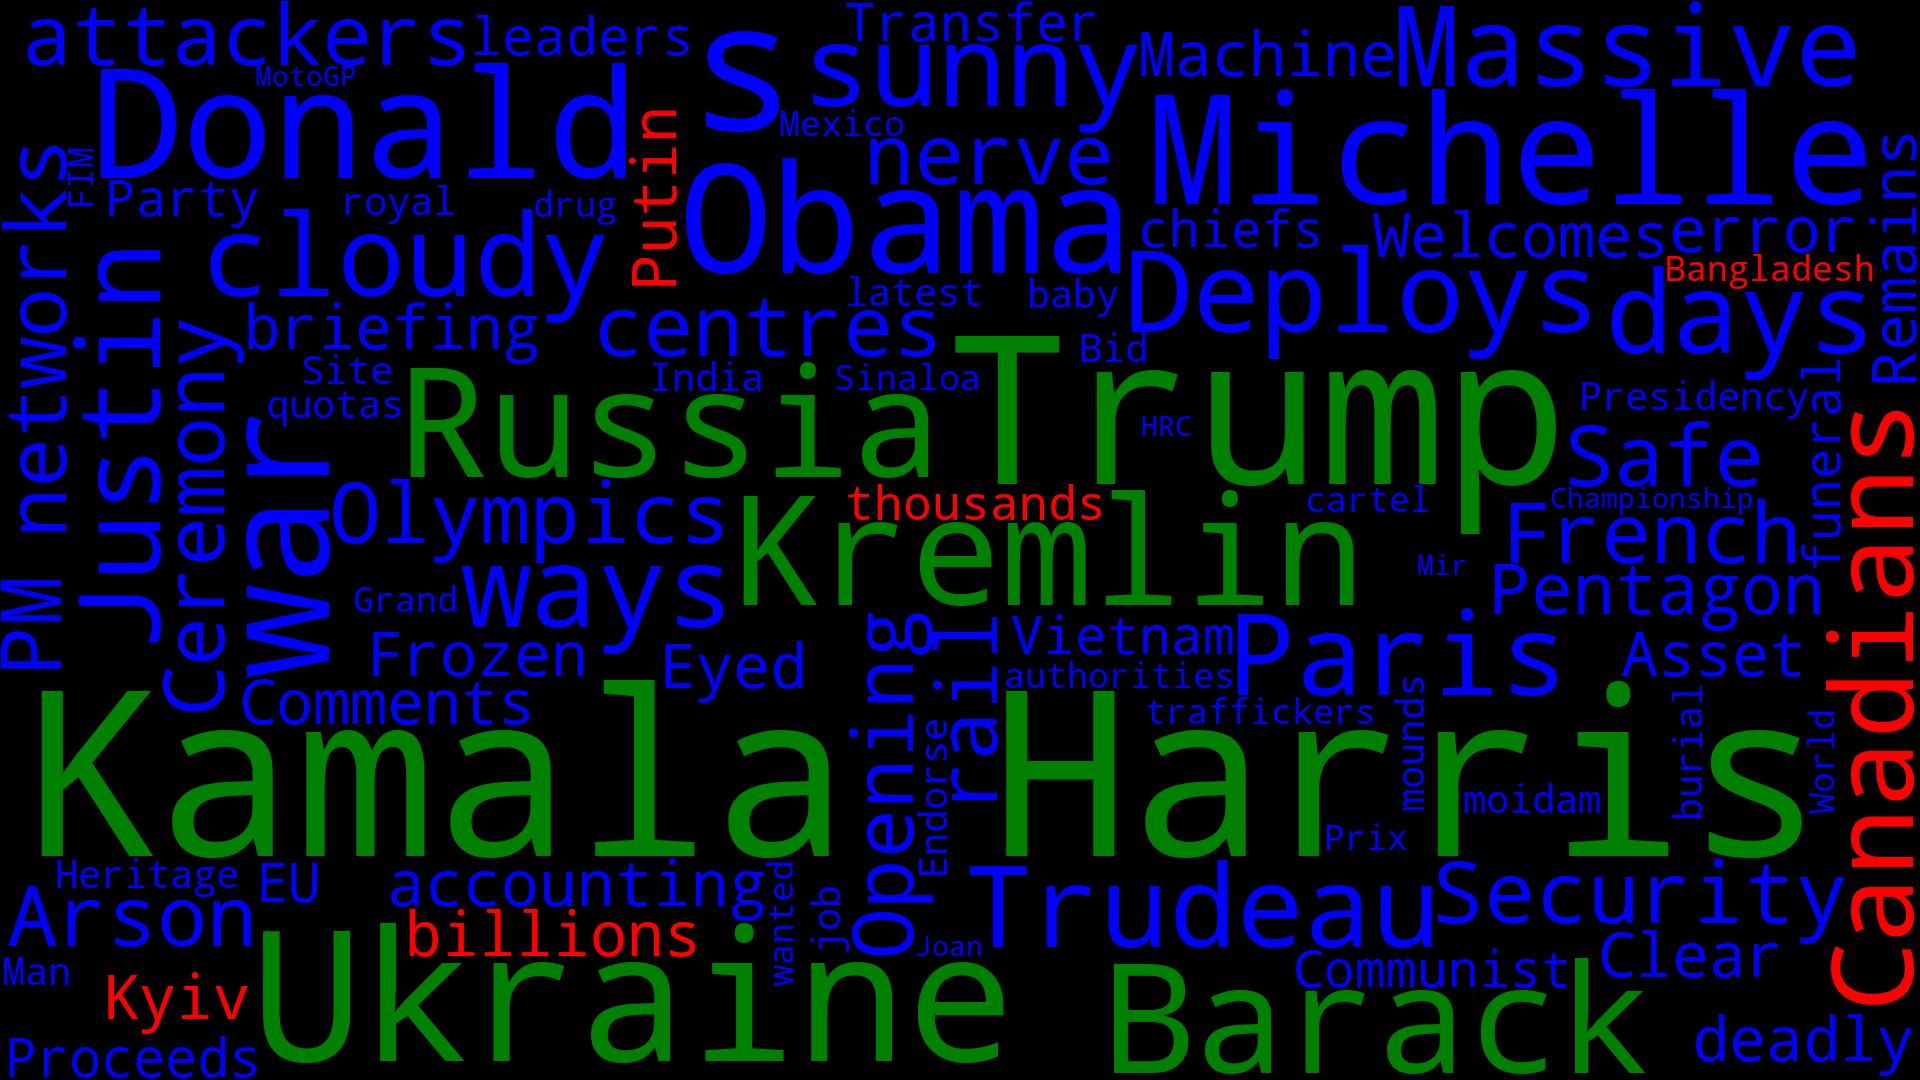 attackers
leaders
Transfer
Machine
Massive
MotoGP
Donald
s
sunny
Mexico
Michelle
nerve
Putin
networks
FIM
Party
royal
drug
Obama
chiefs
Welcomes
error
Remains
cloudy
Bangladesh
Justin
latest
baby
Deploys
days
briefing
centres
Ceremony
Site
India
Sinaloa
Trump
Bid
quotas
Russia
HRC
Presidency
funeral
war
Safe
Canadians
Olympics
thousands
cartel
Championship
Kremlin
French
PM
ways
Mir
Grand
Pentagon
Frozen
Eyed
Opening
rail
Vietnam
Paris
Asset
authorities
Comments
traffickers
mounds
burial
World
Kamala
Harris
Endorse
moidam
Prix
Heritage
EU
accounting
wanted
job
Trudeau
Security
Arson
billions
Joan
Clear
Man
Communist
Kyiv
Ukraine
Barack
deadly
Proceeds